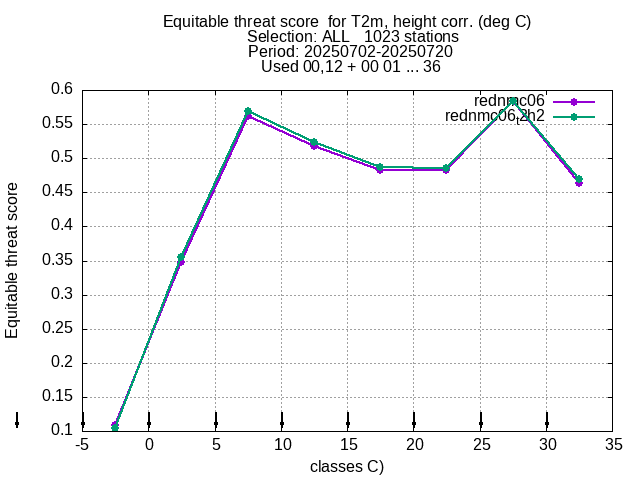 Equitable threat score  for T2m, height corr. (deg C)
Selection: ALL   1023 stations
Period: 20250702-20250720
Used 00,12 + 00 01 ... 36
rednmc06
rednmc06,2h2
0.6
0.55
0.5
0.45
0.4
0.35
0.3
0.25
0.2
0.15
0.1
Equitable threat score
-5 0 5 10 15 20 25 30 35
classes C)